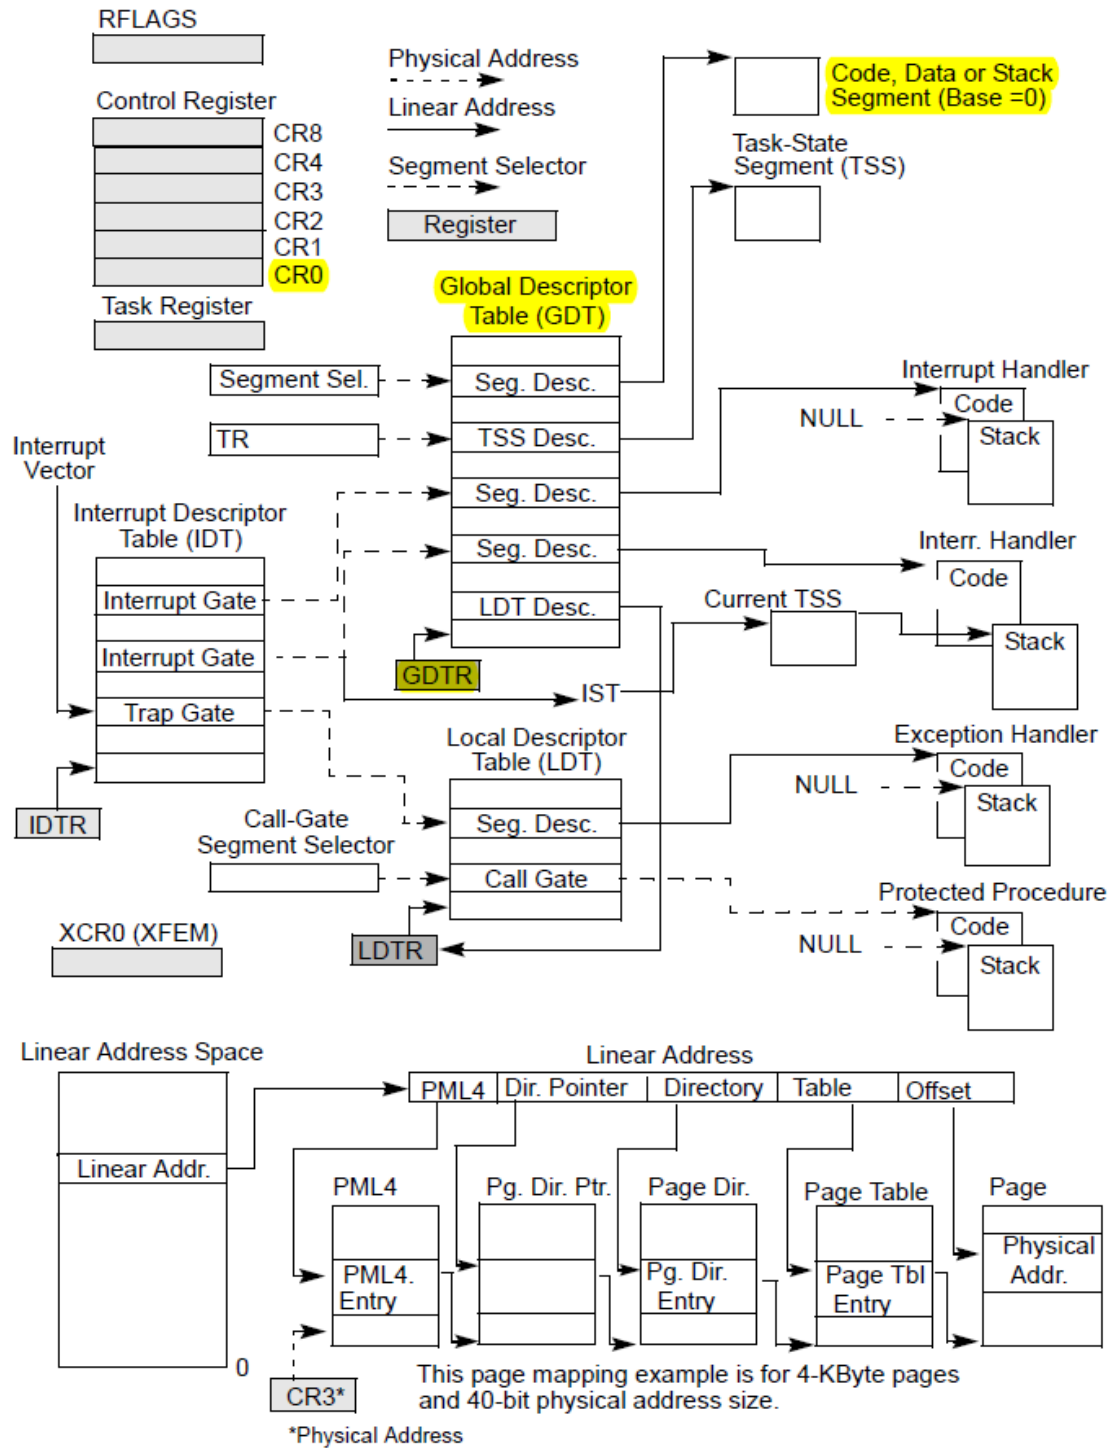 RFLAGS
Control Register
CR8
CR4
CR3
CR2
CR1
CR0
Task Register
Physical Address
Linear Address
Segment Selector
Register
Code, Data or Stack
Segment (Base =0)
Task-State
Segment (TSS)
Global Descriptor
Table (GDT)
Segment Sel.
Seg. Desc.
TR
TSS Desc.
Seg. Desc.
Seg. Desc.
LDT Desc.
GDTR
Interrupt
Vector
Interrupt Descriptor
Table (IDT)
Interrupt Gate
Interrupt Gate
Trap Gate
IDTR
Interrupt Handler
Code
NULL
Stack
Interr. Handler
Code
Current TSS
Stack
IST
Local Descriptor
Table (LDT)
Seg. Desc.
Call-Gate
Segment Selector
Call Gate
LDTR
XCR0 (XFEM)
Exception Handler
Code
NULL
Stack
Protected Procedure
Code
NULL
Stack
Linear Address Space
Linear Addr.
0
Linear Address
PML4
Dir. Pointer
Directory
Table
Offset
PML4
Pg. Dir. Ptr.
Page Dir.
Page Table
Page
PML4.
Entry
Pg. Dir.
Entry
Page Tbl
Entry
Physical
Addr.
CR3*
This page mapping example is for 4-KByte pages
and 40-bit physical address size.
*Physical Address